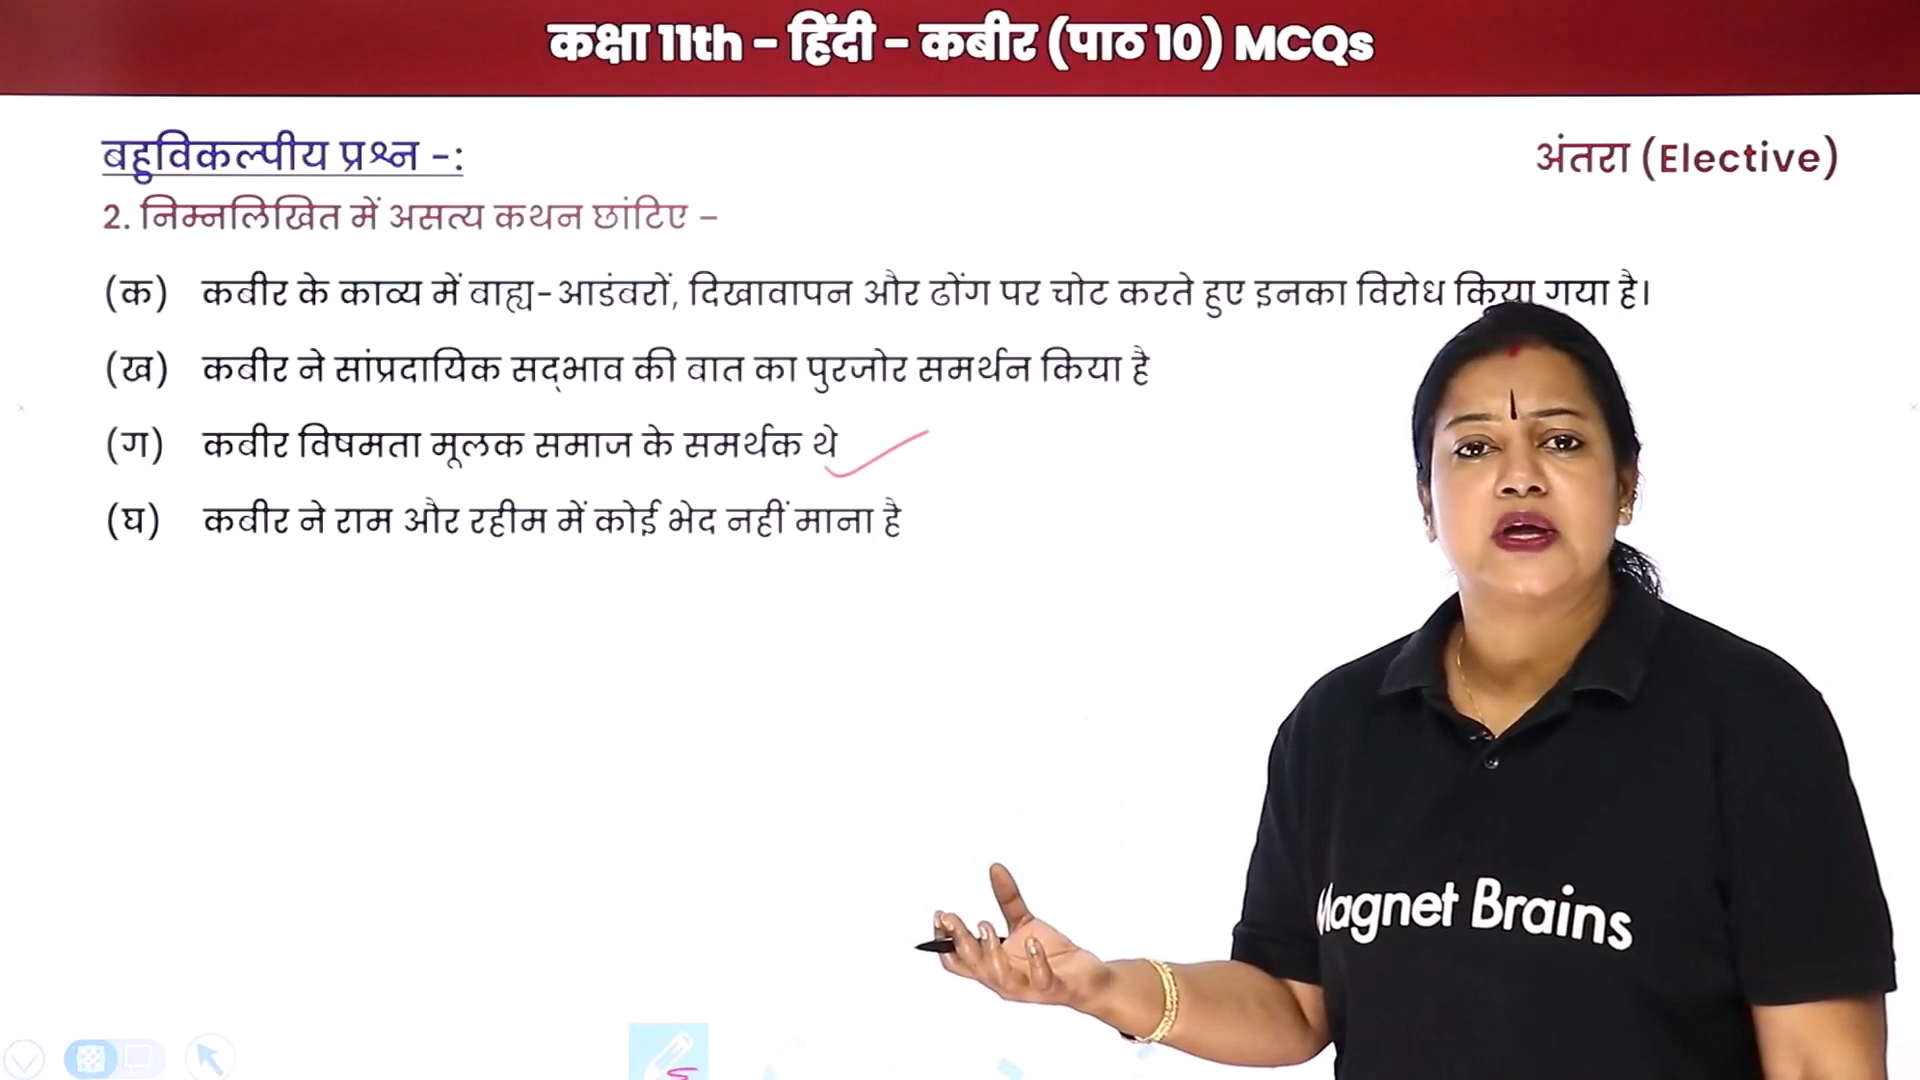 कक्षा 11th - हिंदी - कबीर (पाठ 10) MCQs
बहुविकल्पीय प्रश्न -:
अंतरा (Elective)
2. निम्नलिखित में असत्य कथन छांटिए –
(क) कबीर के काव्य में बाह्य-आडंबरों, दिखावापन और ढोंग पर चोट करते हुए इनका विरोध किया गया है।
(ख) कबीर ने सांप्रदायिक सद्भाव की बात का पुरजोर समर्थन किया है
(ग) कबीर विषमता मूलक समाज के समर्थक थे
(घ) कबीर ने राम और रहीम में कोई भेद नहीं माना है
Magnet Brains